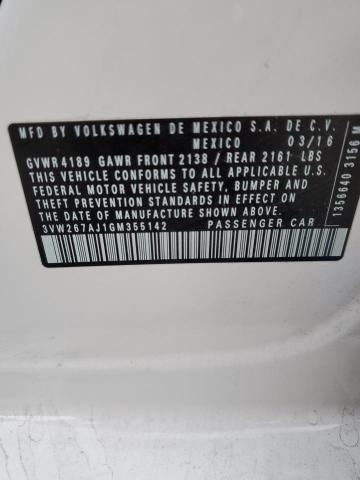 MFD BY VOLKSWAGEN DE MEXICO S.A. DE C.V.
MEXICO 03/16
GVWR 4189 GAWR FRONT 2138 / REAR 2161 LBS
THIS VEHICLE CONFORMS TO ALL APPLICABLE U.S.
FEDERAL MOTOR VEHICLE SAFETY, BUMPER AND
THEFT PREVENTION STANDARDS IN EFFECT ON THE
DATE OF MANUFACTURE SHOWN ABOVE.
3VW267AJ1GM355142 PASSENGER CAR
1356640 3156 M